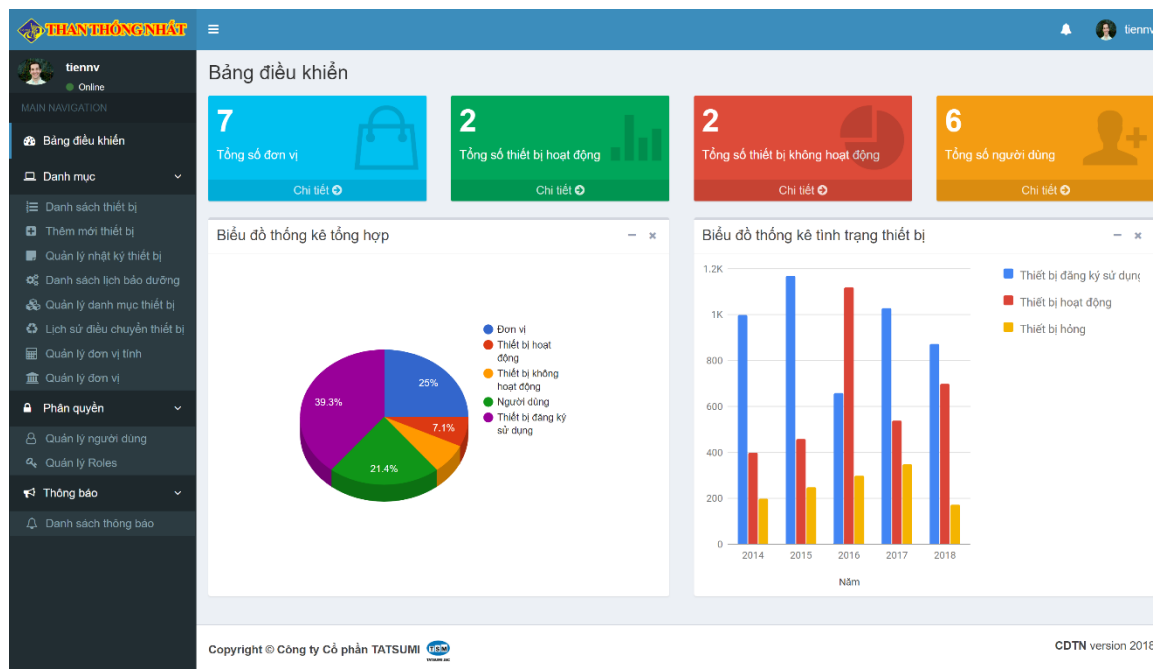 THAN THỐNG NHẤT
tiennv
tiennv
Online
MAIN NAVIGATION
Bảng điều khiển
Danh mục
Danh sách thiết bị
Thêm mới thiết bị
Quản lý nhật ký thiết bị
Danh sách lịch bảo dưỡng
Quản lý danh mục thiết bị
Lịch sử điều chuyển thiết bị
Quản lý đơn vị tính
Quản lý đơn vị
Phân quyền
Quản lý người dùng
Quản lý Roles
Thông báo
Danh sách thông báo
Bảng điều khiển
7
Tổng số đơn vị
Chi tiết
2
Tổng số thiết bị hoạt động
Chi tiết
2
Tổng số thiết bị không hoạt động
Chi tiết
6
Tổng số người dùng
Chi tiết
Biểu đồ thống kê tổng hợp
25%
7.1%
21.4%
39.3%
Đơn vị
Thiết bị hoạt
động
Thiết bị không
hoạt động
Người dùng
Thiết bị đăng ký
sử dụng
Biểu đồ thống kê tình trạng thiết bị
1.2K
1K
800
600
400
200
0
2014 2015 2016 2017 2018
Năm
Thiết bị đăng ký sử dụng
Thiết bị hoạt động
Thiết bị hỏng
Copyright © Công ty Cổ phần TATSUMI
TSM
CDTN version 2018